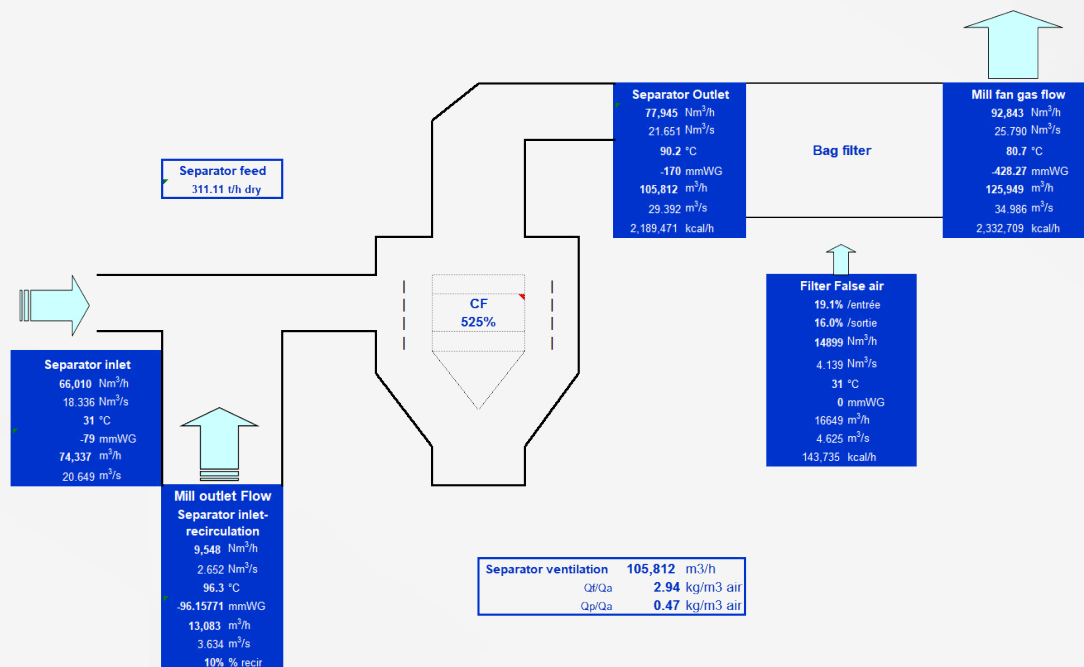 Separator Outlet
77,945 Nm³/h
21.651 Nm³/s
90.2 °C
-170 mmWG
105,812 m³/h
29.392 m³/s
2,189,471 kcal/h
Bag filter
Mill fan gas flow
92,843 Nm³/h
25.790 Nm³/s
80.7 °C
-428.27 mmWG
125,949 m³/h
34.986 m³/s
2,332,709 kcal/h
Separator feed
311.11 t/h dry
CF
525%
Filter False air
19.1% /entrée
16.0% /sortie
14899 Nm³/h
4.139 Nm³/s
31 °C
0 mmWG
16649 m³/h
4.625 m³/s
143,735 kcal/h
Separator inlet
66,010 Nm³/h
18.336 Nm³/s
31 °C
-79 mmWG
74,337 m³/h
20.649 m³/s
Mill outlet Flow
Separator inlet-
recirculation
9,548 Nm³/h
2.652 Nm³/s
96.3 °C
-96.15771 mmWG
13,083 m³/h
3.634 m³/s
10% % recir
Separator ventilation 105,812 m3/h
Qf/Qa 2.94 kg/m3 air
Qp/Qa 0.47 kg/m3 air